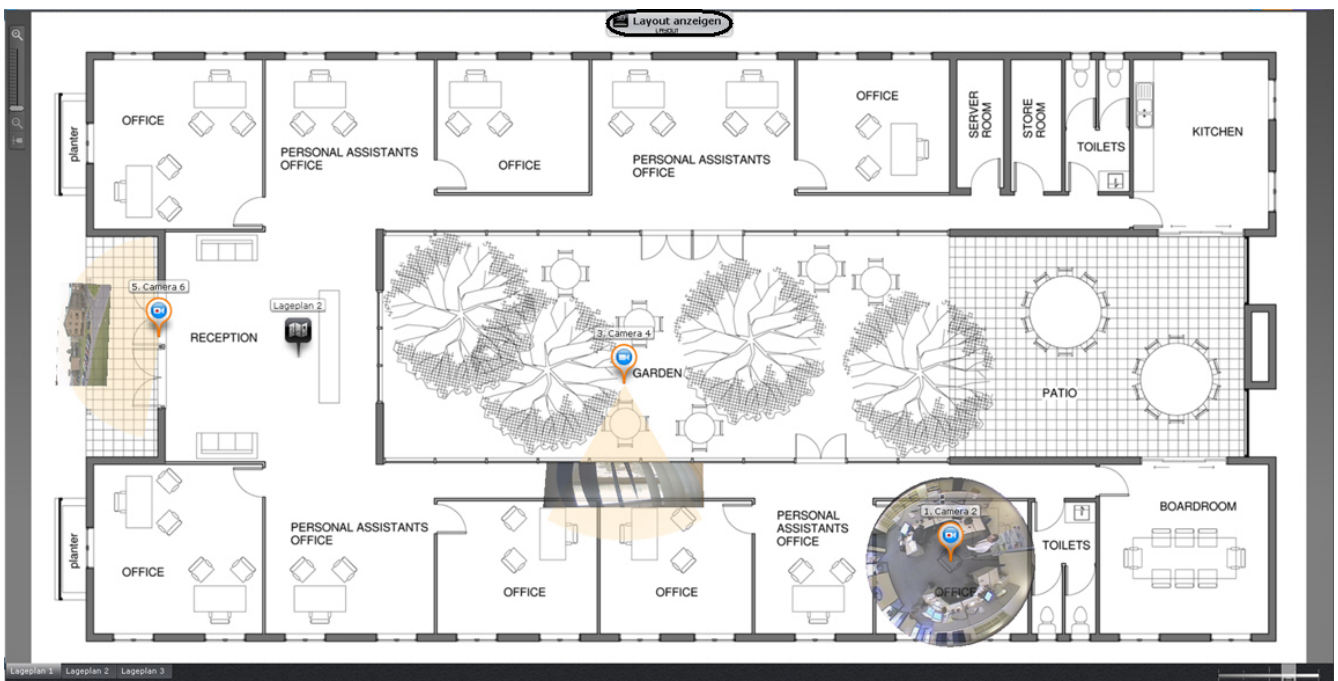 Layout anzeigen
LAYOUT
OFFICE
planter
PERSONAL ASSISTANTS
OFFICE
OFFICE
PERSONAL ASSISTANTS
OFFICE
OFFICE
SERVER
ROOM
STORE
ROOM
TOILETS
KITCHEN
5. Camera 6
RECEPTION
Lageplan 2
3. Camera 4
GARDEN
PATIO
planter
OFFICE
PERSONAL ASSISTANTS
OFFICE
OFFICE
OFFICE
PERSONAL
ASSISTANTS
OFFICE
1. Camera 2
OFFICE
TOILETS
BOARDROOM
Lageplan 1
Lageplan 2
Lageplan 3